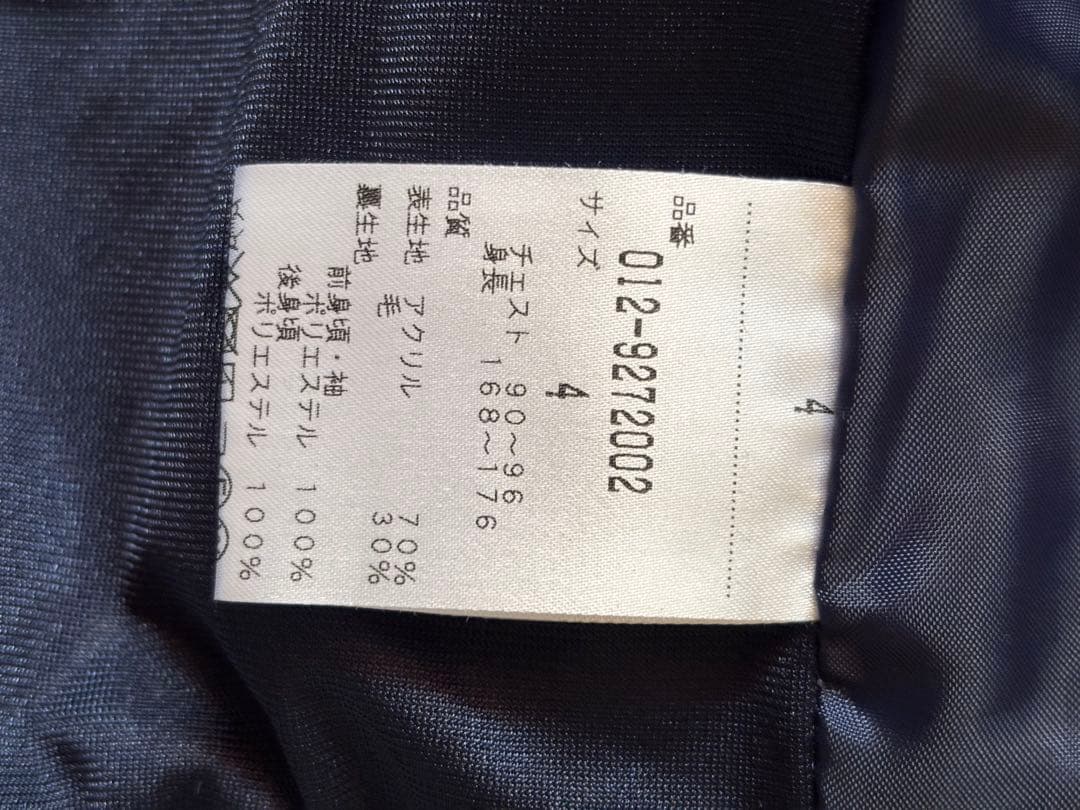 4
品番
012-9272002
サイズ 4
チエスト 90～96
身長 168～176
品質
表生地 アクリル 70%
毛 30%
裏生地
前身頃・袖
ポリエステル 100%
後身頃
ポリエステル 100%